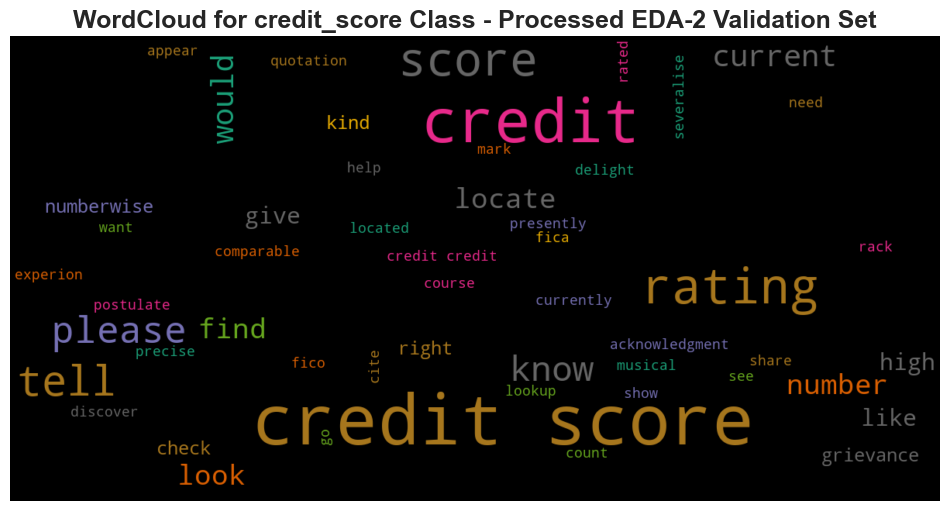 WordCloud for credit_score Class - Processed EDA-2 Validation Set
appear
quotation
would
score
rated
severalise
current
need
credit
kind
mark
help
delight
numberwise
want
give
locate
located
presently
fica
comparable
credit credit
rack
experion
course
currently
rating
postulate
please
find
precise
fico
cite
right
acknowledgment
musical
share
see
high
know
tell
lookup
show
number
discover
credit score
go
like
check
count
grievance
look